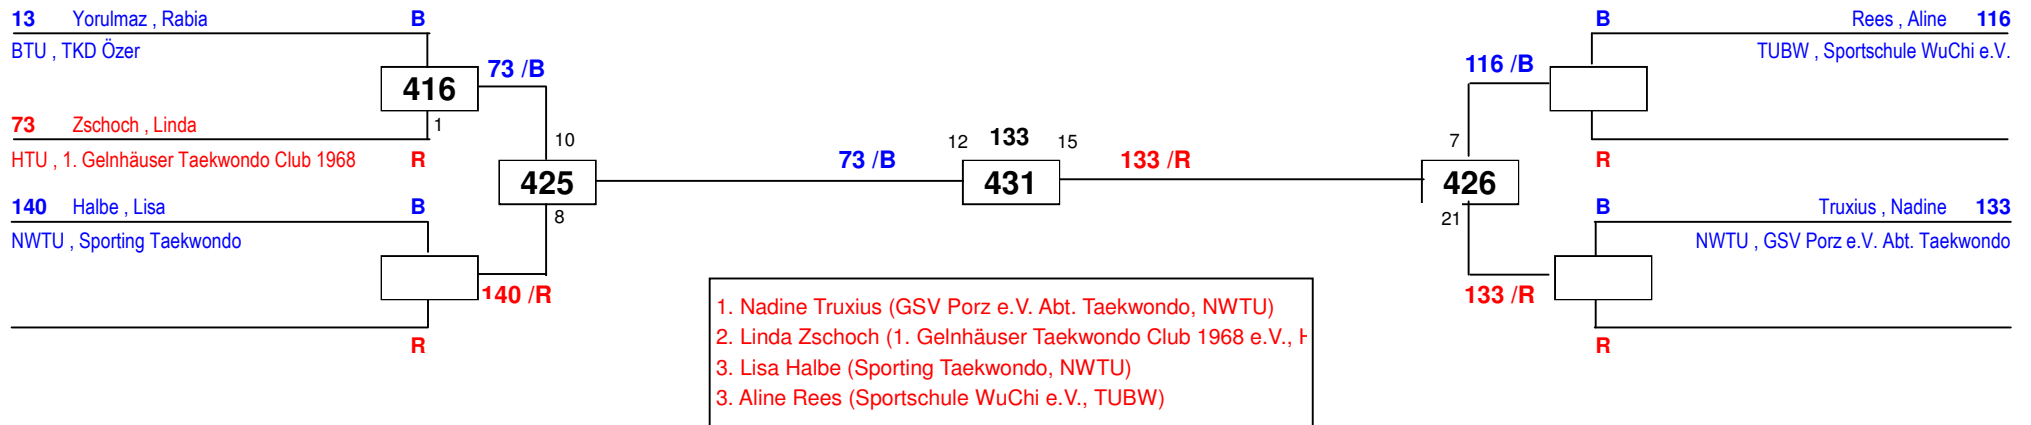 13 Yorulmaz , Rabia B
BTU , TKD Özer
416
73 /B
73 Zschoch , Linda 1
HTU , 1. Gelnhäuser Taekwondo Club 1968 R
10
425
8
140 Halbe , Lisa B
NWTU , Sporting Taekwondo
140 /R
R
73 /B
12 133 15
431
133 /R
B Rees , Aline 116
TUBW , Sportschule WuChi e.V.
116 /B
R
7
426
21
B Truxius , Nadine 133
NWTU , GSV Porz e.V. Abt. Taekwondo
133 /R
R
1. Nadine Truxius (GSV Porz e.V. Abt. Taekwondo, NWTU)
2. Linda Zschoch (1. Gelnhäuser Taekwondo Club 1968 e.V.,
3. Lisa Halbe (Sporting Taekwondo, NWTU)
3. Aline Rees (Sportschule WuChi e.V., TUBW)